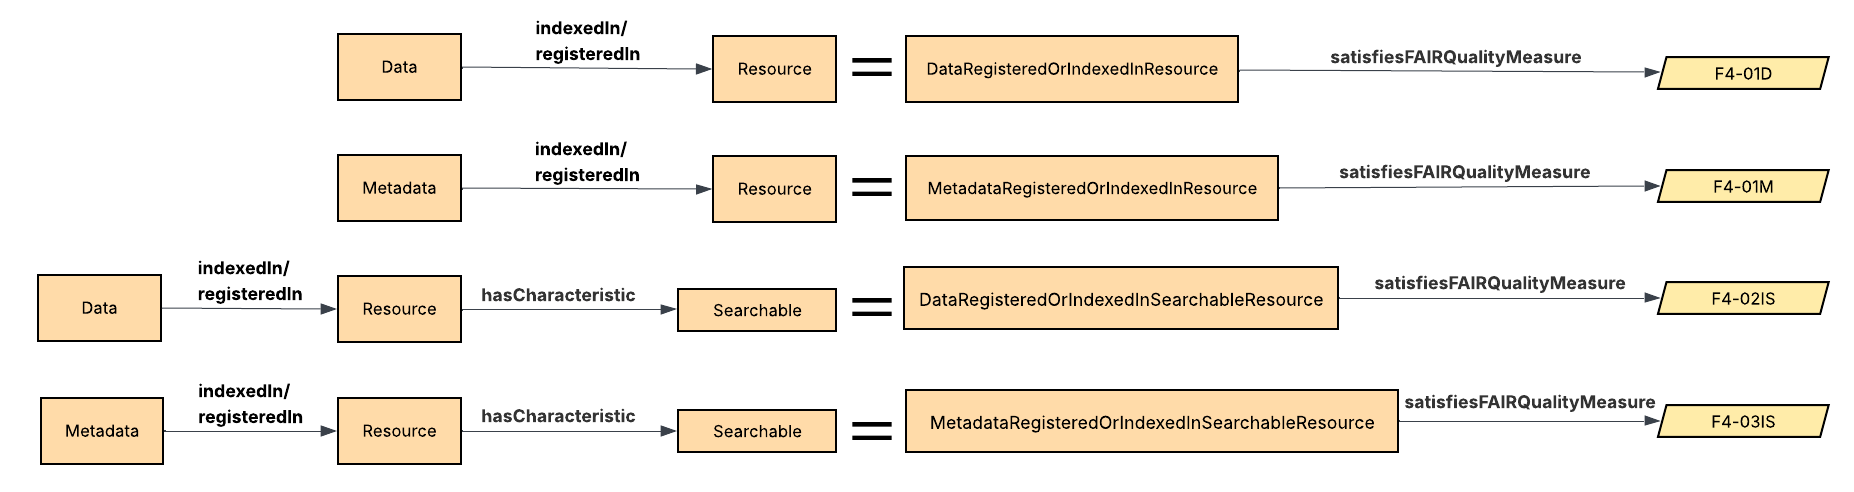 indexedIn/
registeredIn
Data
Resource
=
DataRegisteredOrIndexedInResource
satisfiesFAIRQualityMeasure
F4-01D
indexedIn/
registeredIn
Metadata
Resource
=
MetadataRegisteredOrIndexedInResource
satisfiesFAIRQualityMeasure
F4-01M
Data
indexedIn/
registeredIn
Resource
hasCharacteristic
Searchable
=
DataRegisteredOrIndexedInSearchableResource
satisfiesFAIRQualityMeasure
F4-02IS
Metadata
indexedIn/
registeredIn
Resource
hasCharacteristic
Searchable
=
MetadataRegisteredOrIndexedInSearchableResource
satisfiesFAIRQualityMeasure
F4-03IS